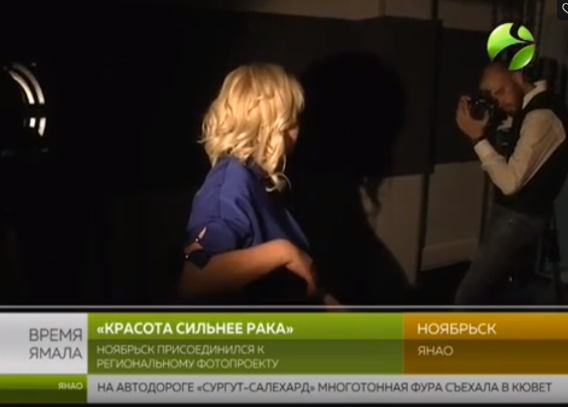 ВРЕМЯ
ЯМАЛА
«КРАСОТА СИЛЬНЕЕ РАКА»
НОЯБРЬСК ПРИСОЕДИНИЛСЯ К
РЕГИОНАЛЬНОМУ ФОТОПРОЕКТУ
НОЯБРЬСК
ЯНАО
ЯНАО НА АВТОДОРОГЕ «СУРГУТ-САЛЕХАРД» МНОГОТОННАЯ ФУРА СЪЕХАЛА В КЮВЕТ